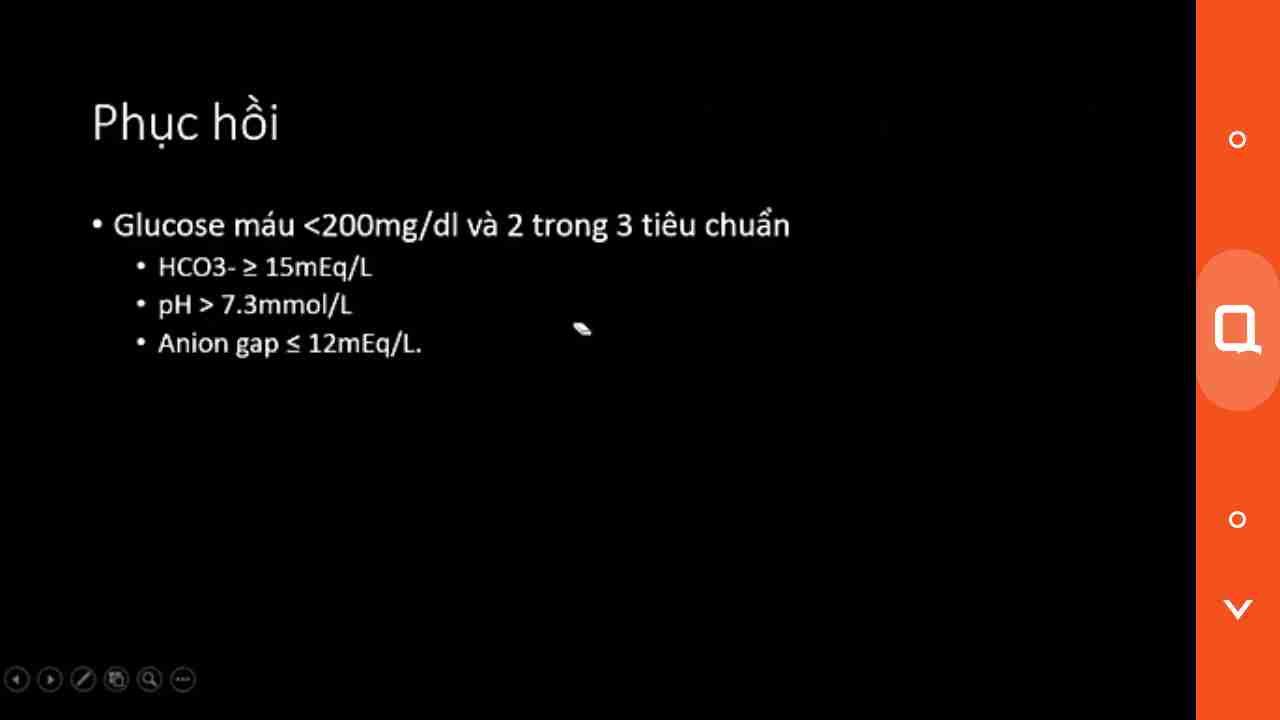 Phục hồi
• Glucose máu <200mg/dl và 2 trong 3 tiêu chuẩn
• HCO3- ≥ 15mEq/L
• pH > 7.3mmol/L
• Anion gap ≤ 12mEq/L.